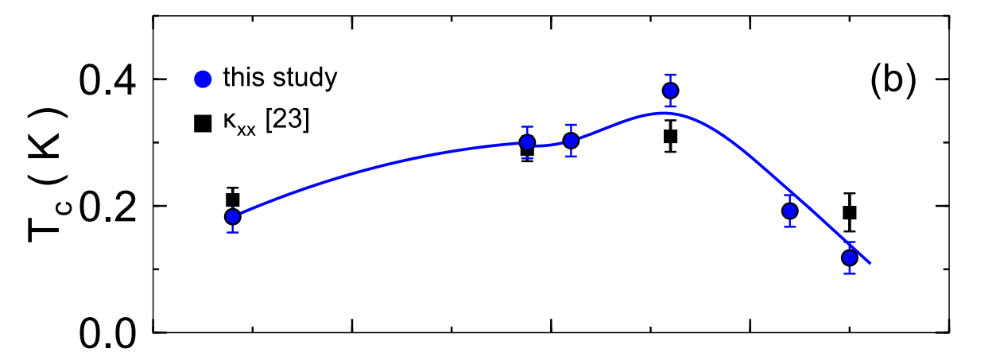 0.4
0.2
0.0
T_c ( K )
this study
κ_xx [23]
(b)